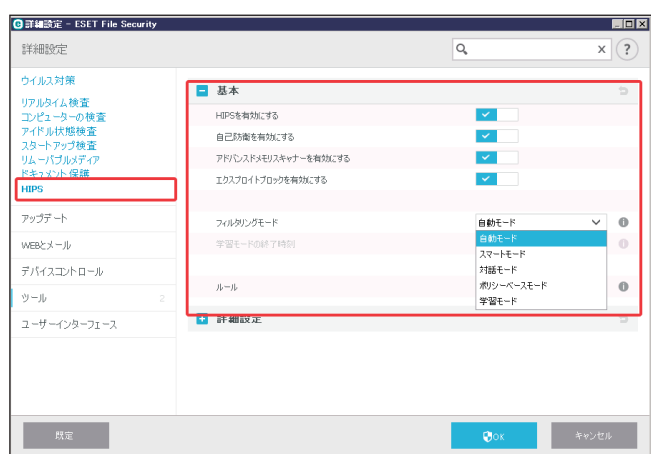 詳細設定 - ESET File Security
詳細設定
x
?
ウイルス対策
リアルタイム検査
コンピューターの検査
アイドル状態検査
スタートアップ検査
リムーバブルメディア
ドキュメント保護
HIPS
アップデート
WEBとメール
デバイスコントロール
ツール 2
ユーザーインターフェース
基本
HIPSを有効にする
自己防衛を有効にする
アドバンスドメモリスキャナーを有効にする
エクスプロイトブロックを有効にする
フィルタリングモード 自動モード
学習モードの終了時刻
自動モード
スマートモード
対話モード
ポリシーベースモード
学習モード
ルール
詳細設定
既定
OK
キャンセル